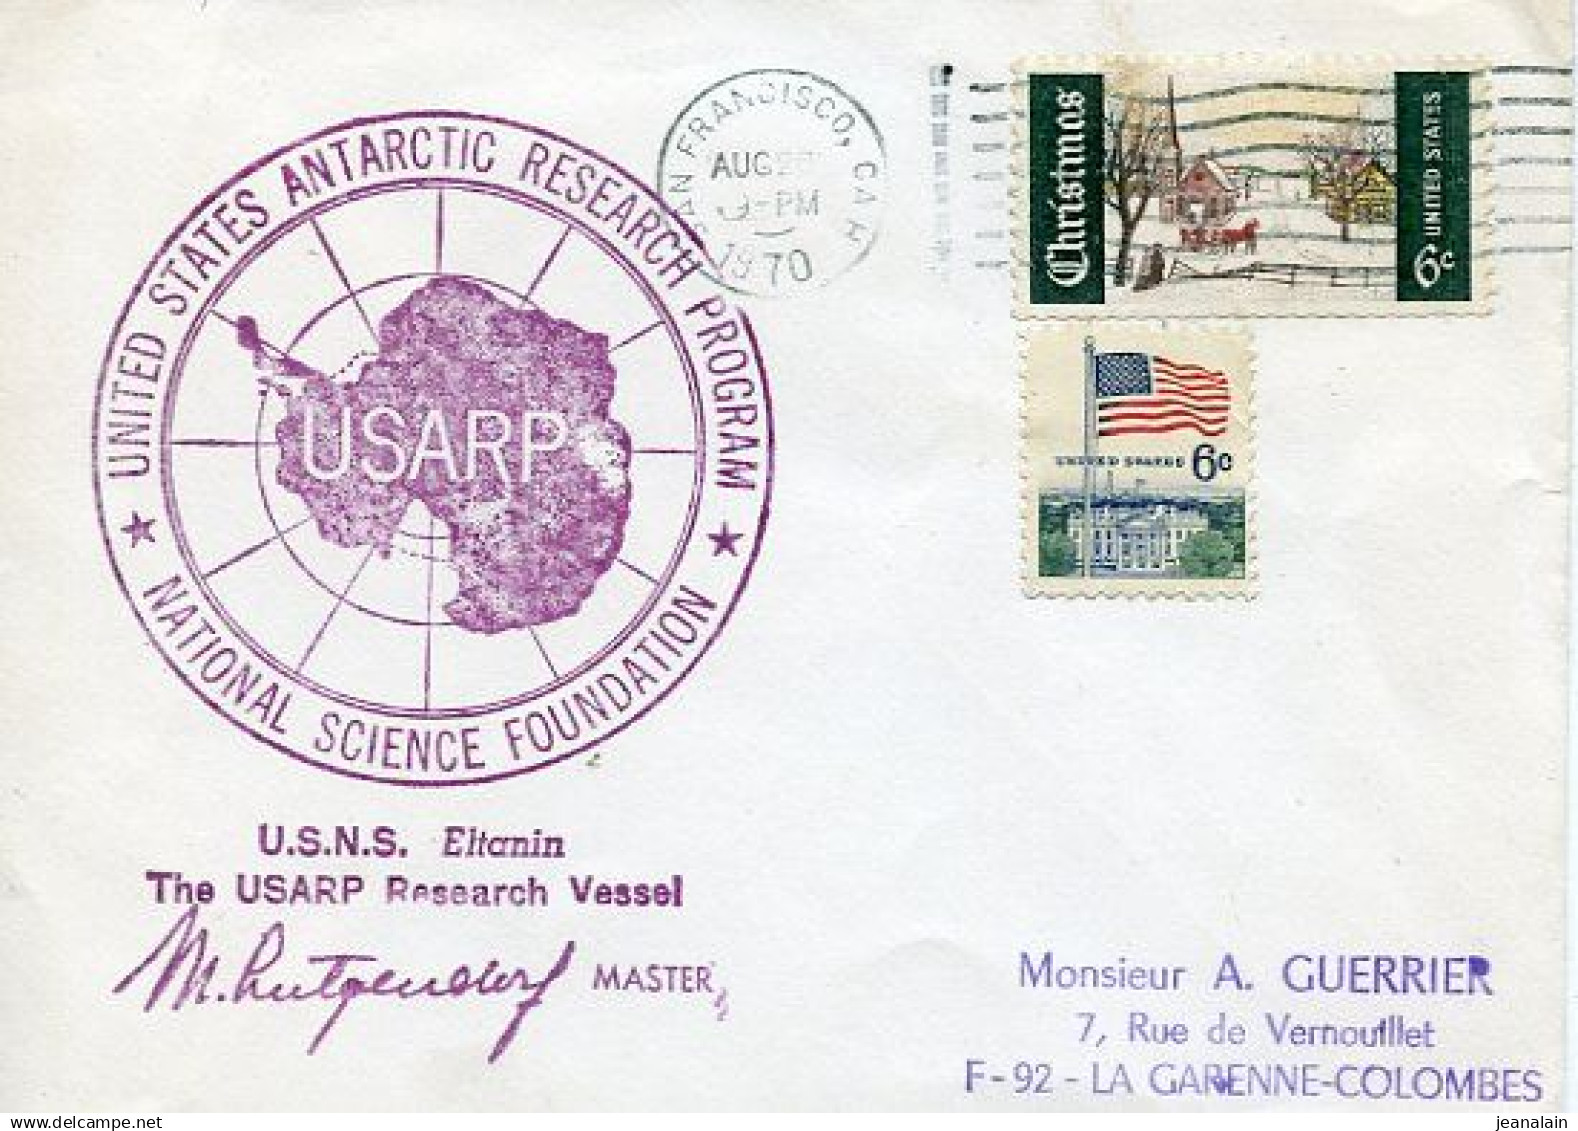 UNITED STATES ANTARCTIC RESEARCH PROGRAM
NATIONAL SCIENCE FOUNDATION
USARP
SAN FRANCISCO, CA
AUG
PM
1970
Christmas
6c UNITED STATES
UNITED STATES 6c
U.S.N.S. Eltanin
The USARP Research Vessel
MASTER
Monsieur A. GUERRIER
7, Rue de Vernouillet
F-92 - LA GARENNE-COLOMBES
jeanalain